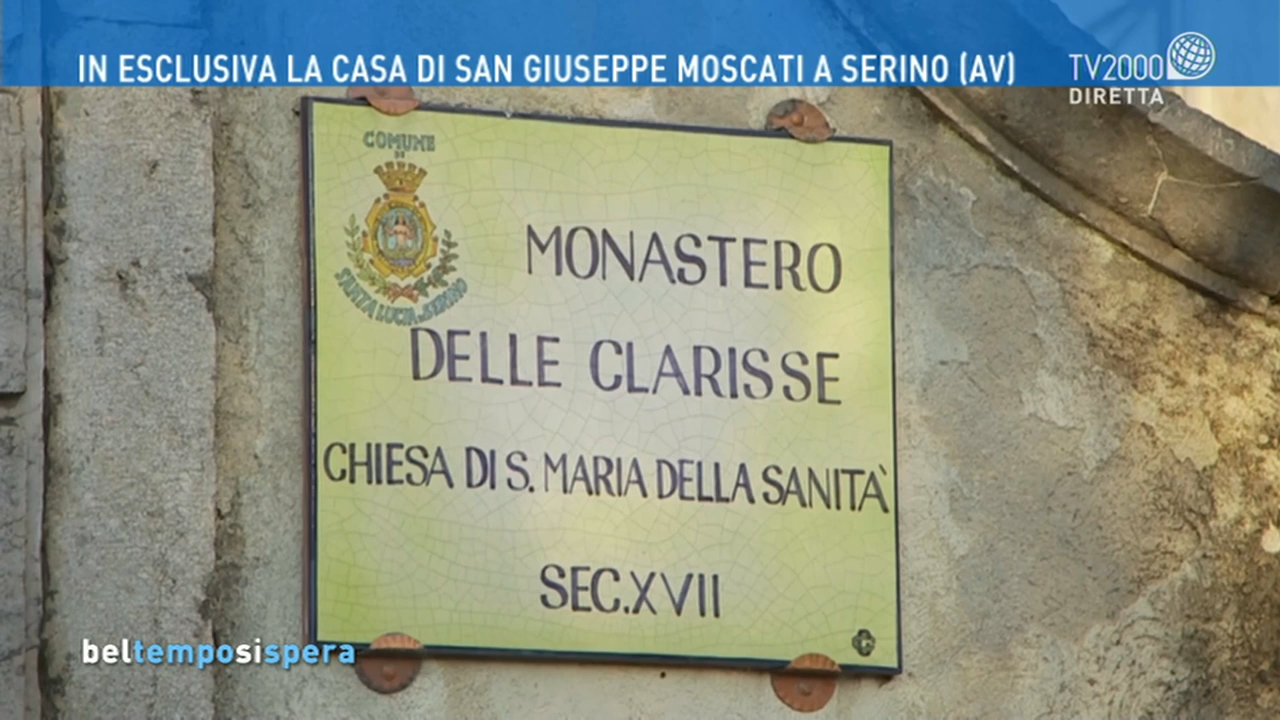 IN ESCLUSIVA LA CASA DI SAN GIUSEPPE MOSCATI A SERINO (AV)
TV2000
DIRETTA
COMUNE
DI
SANTA LUCIA DI SERINO
MONASTERO
DELLE CLARISSE
CHIESA DI S. MARIA DELLA SANITÀ
SEC.XVII
beltemposispera